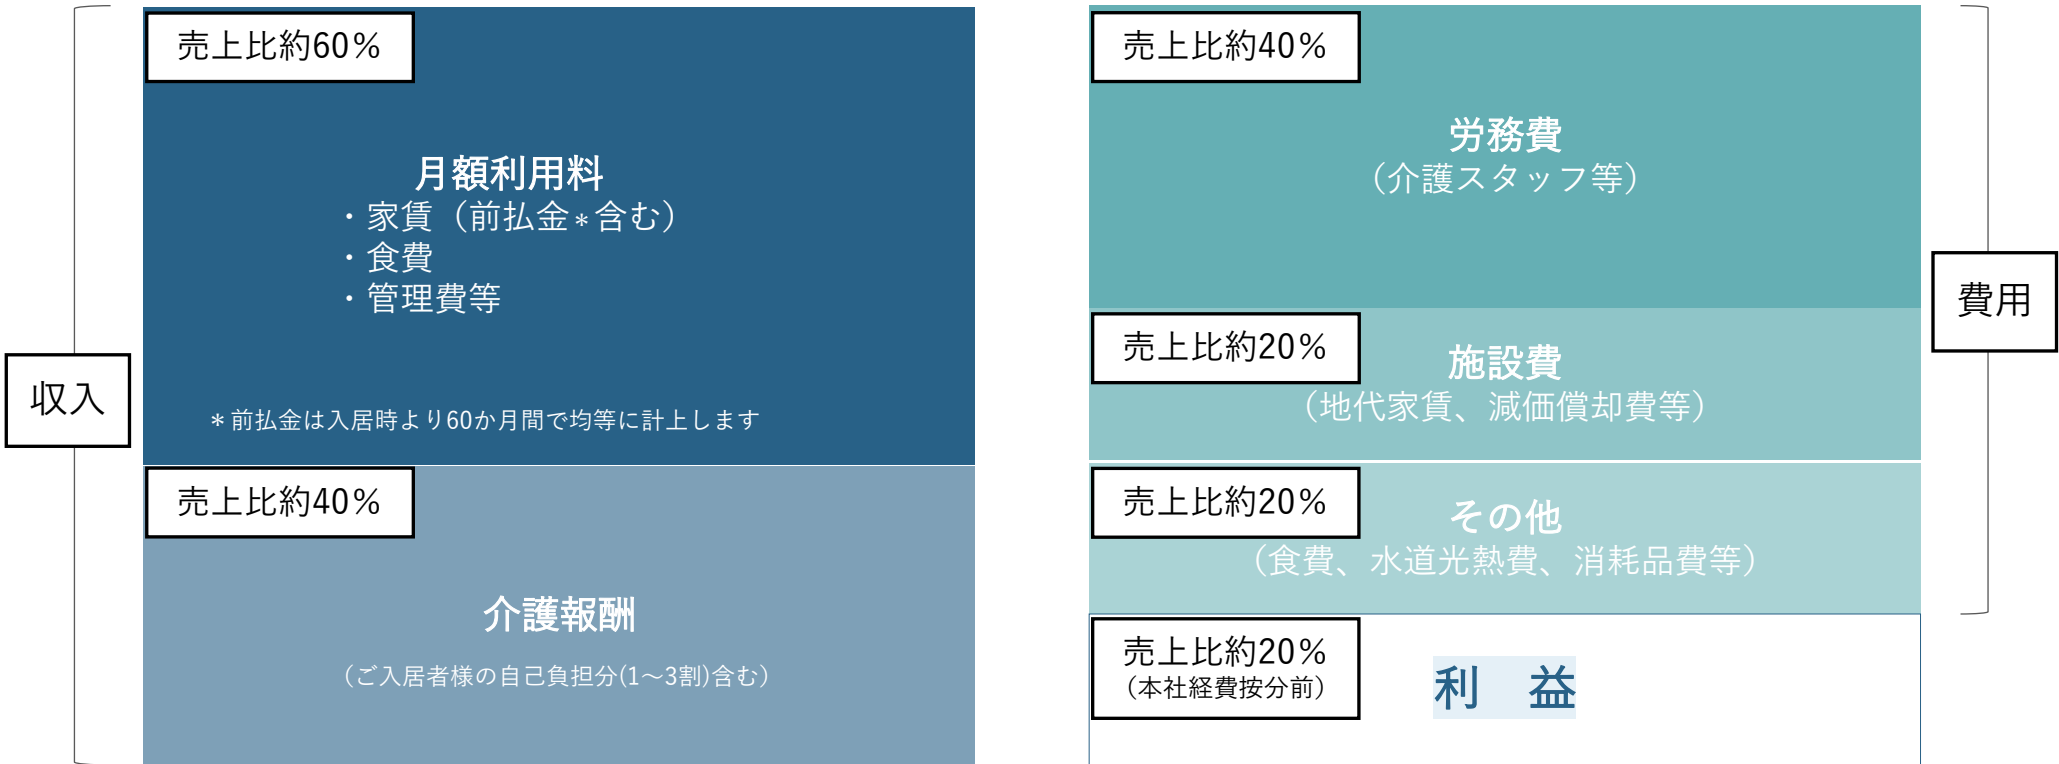 収入
売上比約60%
月額利用料
・家賃（前払金＊含む）
・食費
・管理費等
＊前払金は入居時より60か月間で均等に計上します
売上比約40%
介護報酬
（ご入居者様の自己負担分(1～3割)含む）
売上比約40%
労務費
（介護スタッフ等）
売上比約20%
施設費
（地代家賃、減価償却費等）
売上比約20%
その他
（食費、水道光熱費、消耗品費等）
売上比約20%
（本社経費按分前）
利　益
費用